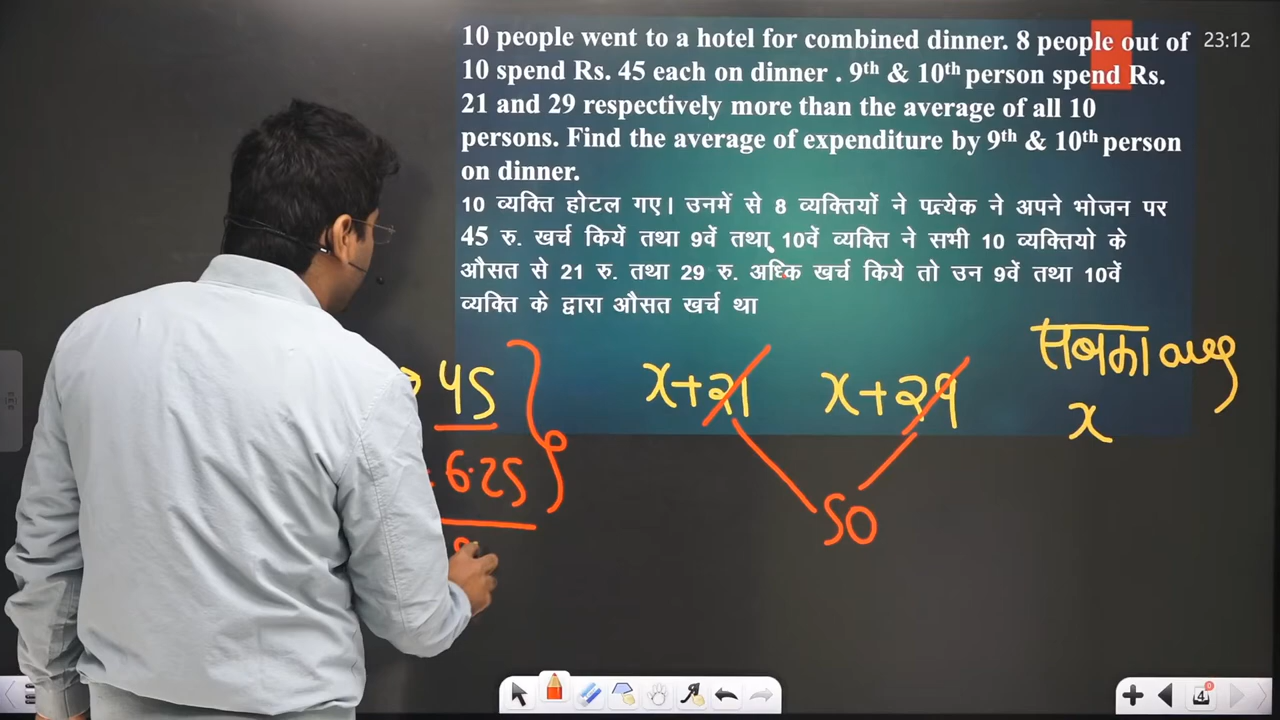 10 people went to a hotel for combined dinner. 8 people out of
10 spend Rs. 45 each on dinner . 9th & 10th person spend Rs.
21 and 29 respectively more than the average of all 10
persons. Find the average of expenditure by 9th & 10th person
on dinner.
23:12
10 व्यक्ति होटल गए। उनमें से 8 व्यक्तियों ने प्रत्येक ने अपने भोजन पर
45 रु. खर्च कियें तथा 9वें तथा 10वें व्यक्ति ने सभी 10 व्यक्तियो के
औसत से 21 रु. तथा 29 रु. अधिक खर्च किये तो उन 9वें तथा 10वें
व्यक्ति के द्वारा औसत खर्च था
45
x+21
x+29
सबका avg
x
6.25
50
4